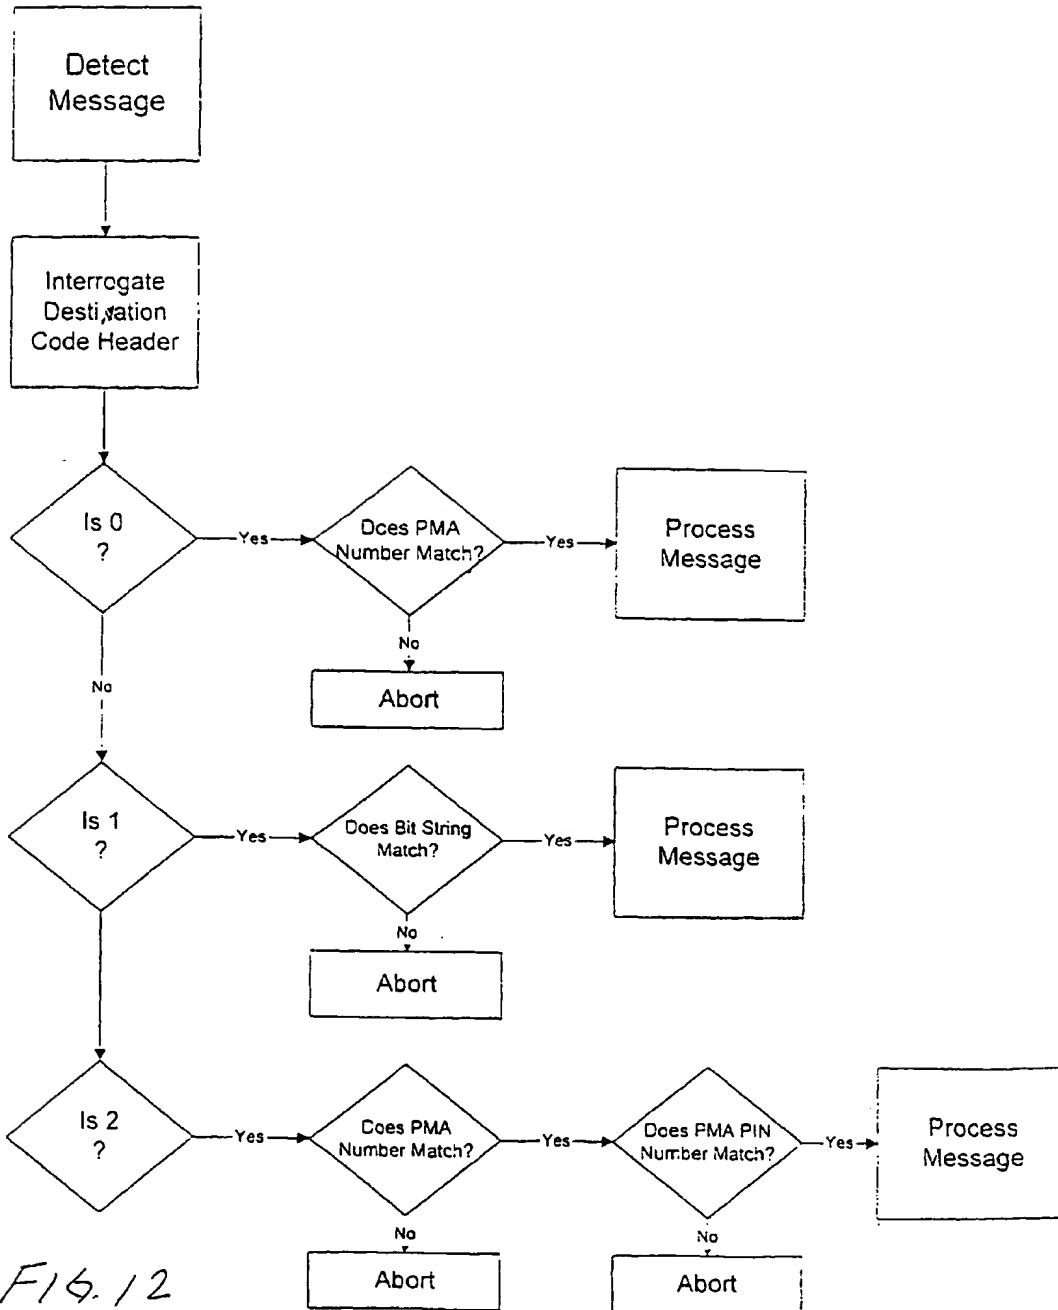 Detect
Message
Interrogate
Destination
Code Header
Is 0
?
Yes
Does PMA
Number Match?
Yes
Process
Message
No
Abort
No
Is 1
?
Yes
Does Bit String
Match?
Yes
Process
Message
No
Abort
Is 2
?
Yes
Does PMA
Number Match?
Yes
Does PMA PIN
Number Match?
Yes
Process
Message
No
Abort
No
Abort
FIG. 12